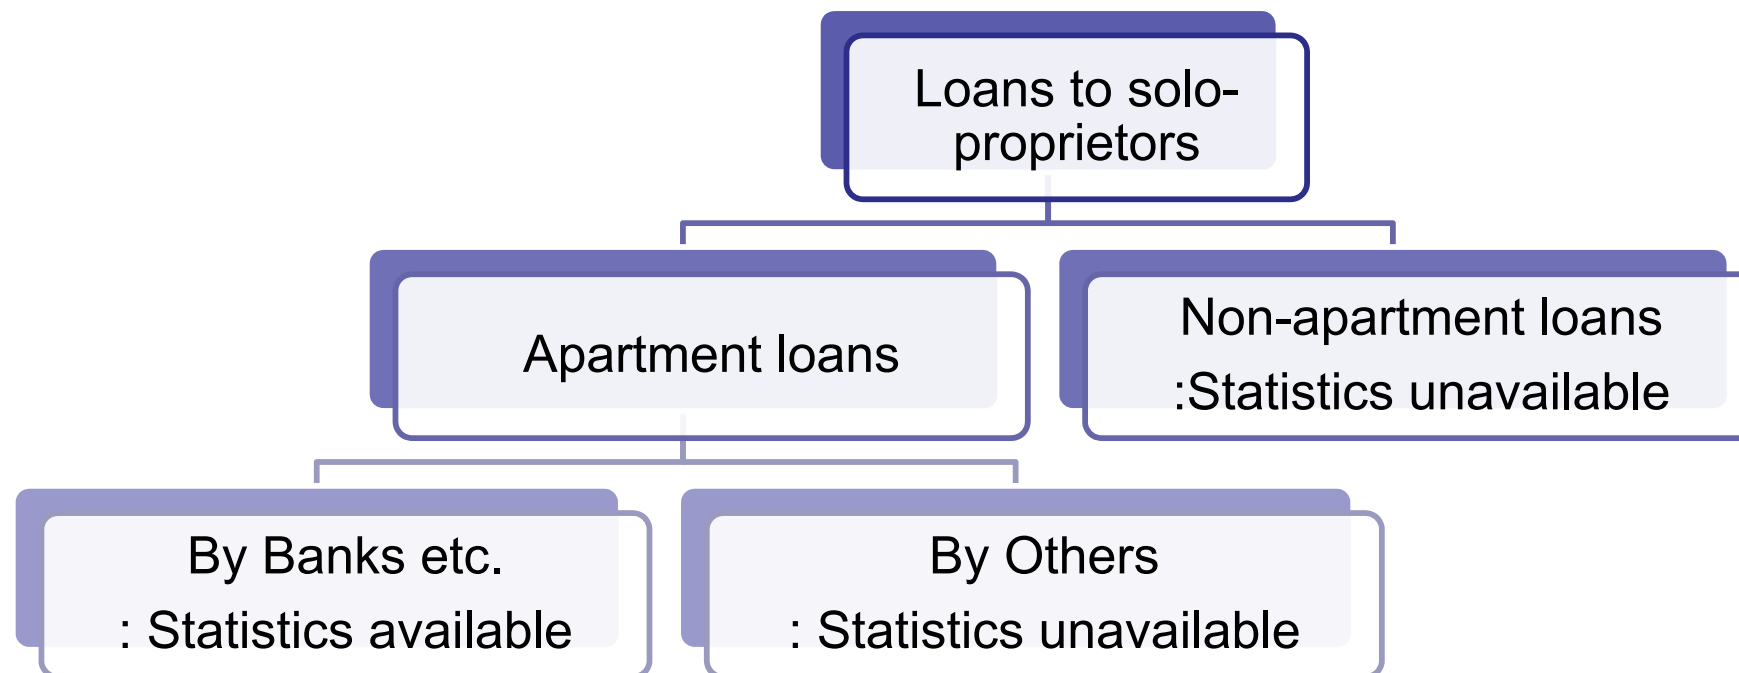 Loans to solo-
proprietors
Apartment loans
Non-apartment loans
:Statistics unavailable
By Banks etc.
: Statistics available
By Others
: Statistics unavailable